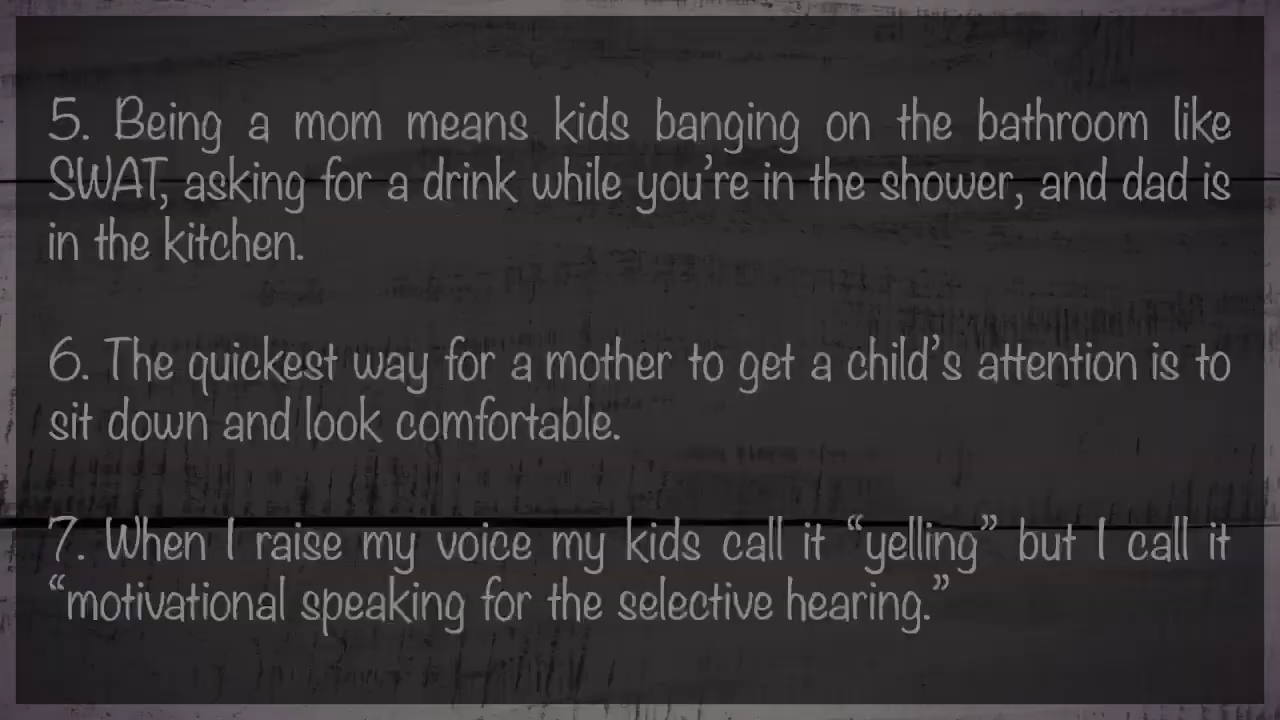 5. Being a mom means kids banging on the bathroom like
SWAT, asking for a drink while you’re in the shower, and dad is
in the kitchen.
6. The quickest way for a mother to get a child’s attention is to
sit down and look comfortable.
7. When I raise my voice my kids call it “yelling” but I call it
“motivational speaking for the selective hearing.”